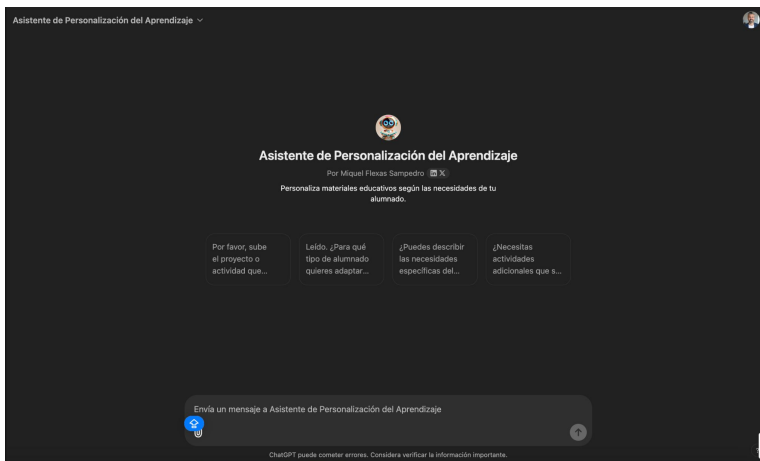 Asistente de Personalización del Aprendizaje
Asistente de Personalización del Aprendizaje
Por Miquel Flexas Sampedro
Personaliza materiales educativos según las necesidades de tu
alumnado.
Por favor, sube
el proyecto o
actividad que...
Leído. ¿Para qué
tipo de alumnado
quieres adaptar...
¿Puedes describir
las necesidades
específicas del...
¿Necesitas
actividades
adicionales que s...
Envía un mensaje a Asistente de Personalización del Aprendizaje
ChatGPT puede cometer errores. Considera verificar la información importante.